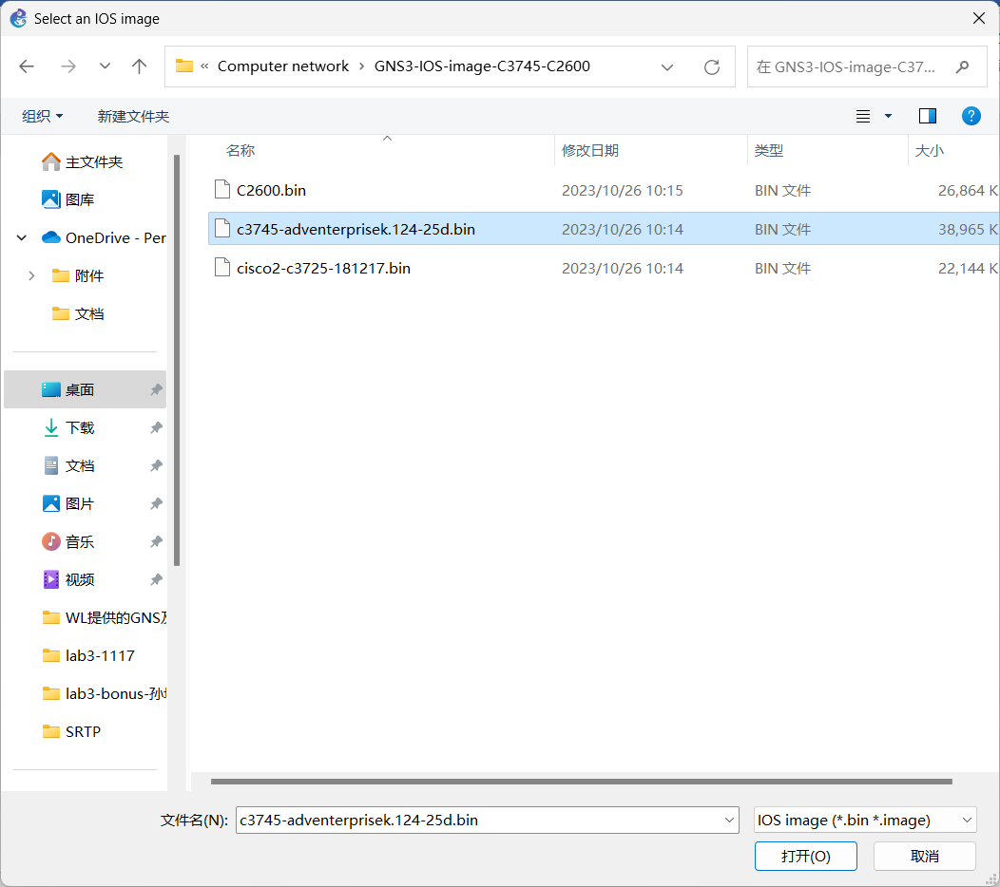 Select an IOS image
« Computer network › GNS3-IOS-image-C3745-C2600
在 GNS3-IOS-image-C37...
组织
新建文件夹
名称 修改日期 类型 大小
C2600.bin 2023/10/26 10:15 BIN 文件 26,864 K
c3745-adventerprisek.124-25d.bin 2023/10/26 10:14 BIN 文件 38,965 K
cisco2-c3725-181217.bin 2023/10/26 10:14 BIN 文件 22,144 K
主文件夹
图库
OneDrive - Per
附件
文档
桌面
下载
文档
图片
音乐
视频
WL提供的GNS
lab3-1117
lab3-bonus-孙
SRTP
文件名(N): c3745-adventerprisek.124-25d.bin IOS image (*.bin *.image)
打开(O) 取消